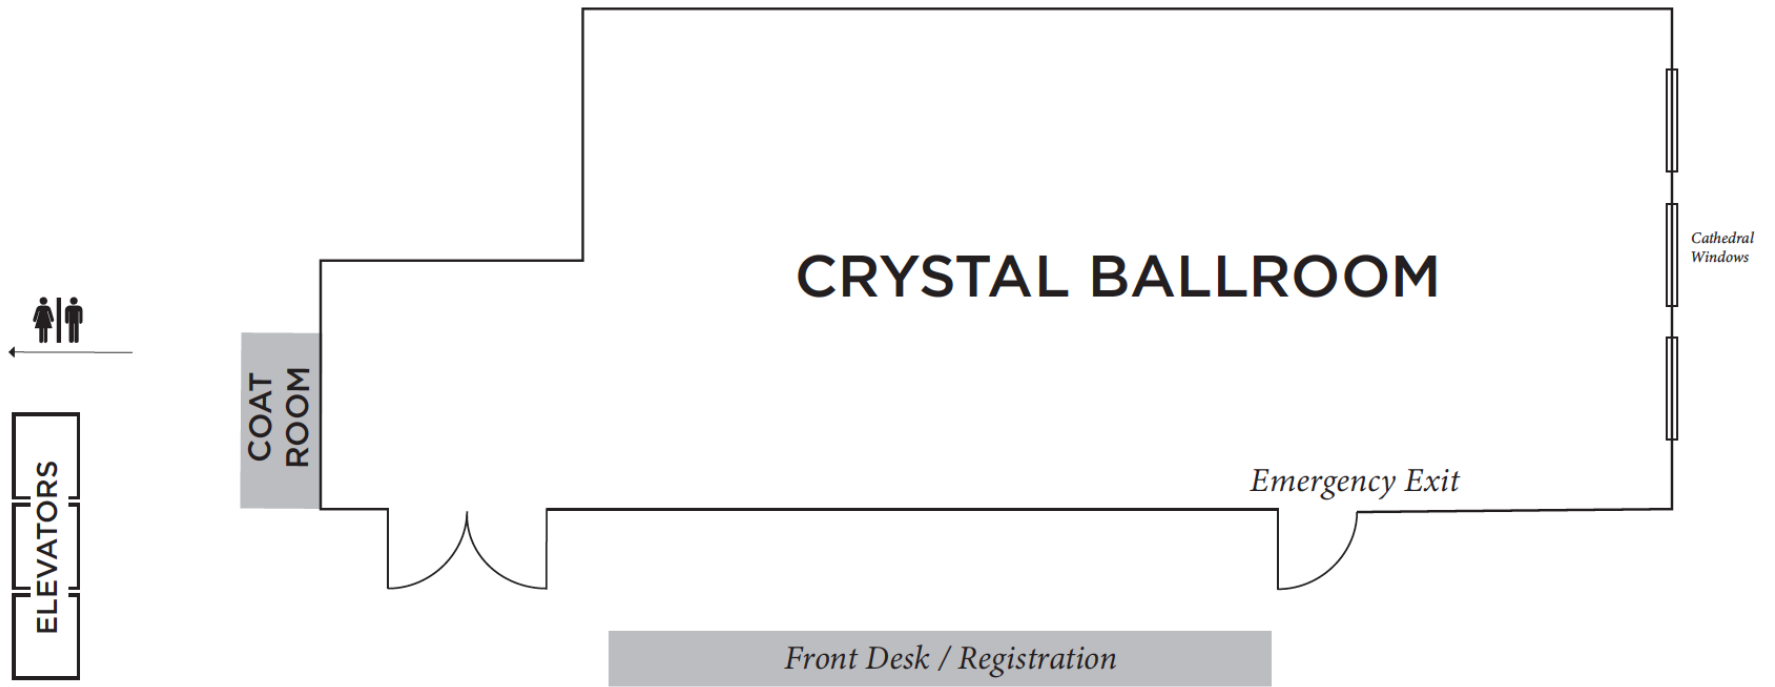 CRYSTAL BALLROOM
Cathedral
Windows
COAT
ROOM
ELEVATORS
Emergency Exit
Front Desk / Registration